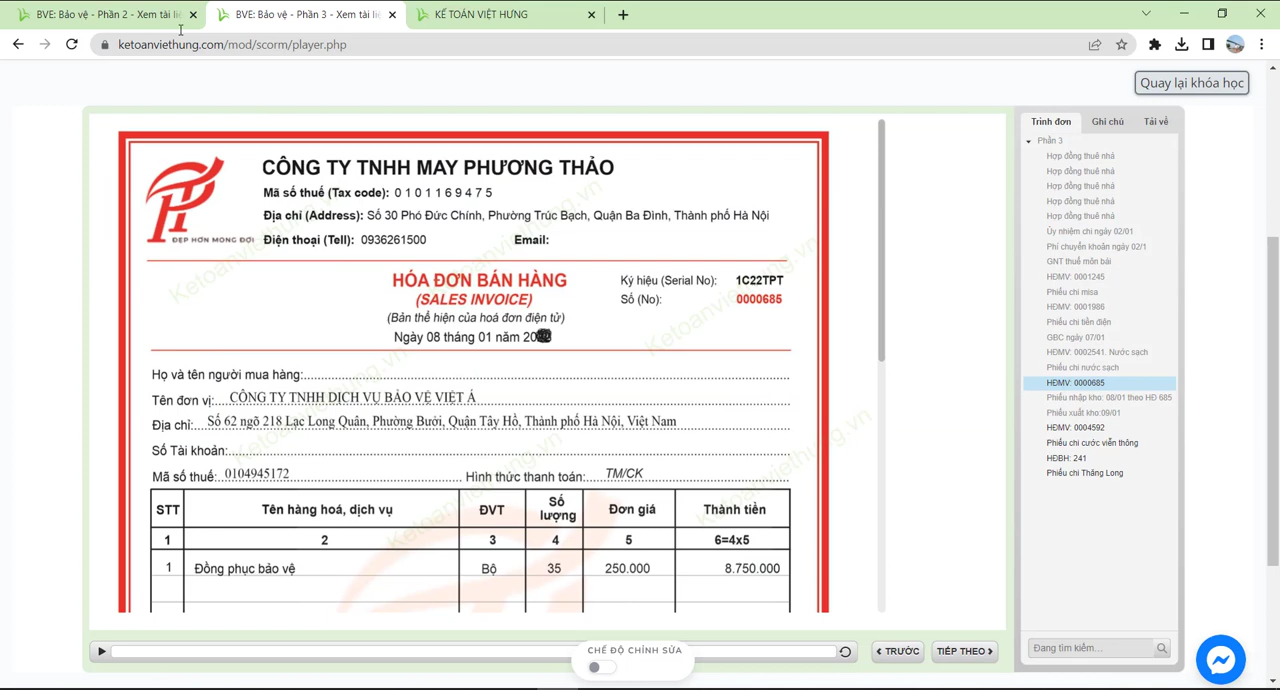 BVE: Bảo vệ - Phần 2 - Xem tài liệ
BVE: Bảo vệ - Phần 3 - Xem tài liệ
KẾ TOÁN VIỆT HƯNG
ketoanviethung.com/mod/scorm/player.php
Quay lại khóa học
CÔNG TY TNHH MAY PHƯƠNG THẢO
Mã số thuế (Tax code): 0 1 0 1 1 6 9 4 7 5
Địa chỉ (Address): Số 30 Phó Đức Chính, Phường Trúc Bạch, Quận Ba Đình, Thành phố Hà Nội
ĐẸP HƠN MONG ĐỢI
Điện thoại (Tell): 0936261500 Email:
HÓA ĐƠN BÁN HÀNG
(SALES INVOICE)
(Bản thể hiện của hoá đơn điện tử)
Ngày 08 tháng 01 năm 20
Ký hiệu (Serial No): 1C22TPT
Số (No): 0000685
Họ và tên người mua hàng:
Tên đơn vị: CÔNG TY TNHH DỊCH VỤ BẢO VỆ VIỆT Á
Địa chỉ: Số 62 ngõ 218 Lạc Long Quân, Phường Bưởi, Quận Tây Hồ, Thành phố Hà Nội, Việt Nam
Số Tài khoản:
Mã số thuế: 0104945172 Hình thức thanh toán: TM/CK
STT Tên hàng hoá, dịch vụ ĐVT Số lượng Đơn giá Thành tiền
1 2 3 4 5 6=4x5
1 Đồng phục bảo vệ Bộ 35 250.000 8.750.000
Ketoanviethung.vn
Ketoanviethung.vn
Ketoanviethung.vn
Ketoanviethung.vn
Ketoanviethung.vn
Ketoanviethung.vn
Ketoanviethung.vn
Trình đơn Ghi chú Tải về
Phần 3
Hợp đồng thuê nhà
Hợp đồng thuê nhà
Hợp đồng thuê nhà
Hợp đồng thuê nhà
Hợp đồng thuê nhà
Ủy nhiệm chi ngày 02/01
Phí chuyển khoản ngày 02/1
GNT thuế môn bài
HĐMV: 0001245
Phiếu chi misa
HĐMV: 0001986
Phiếu chi tiền điện
GBC ngày 07/01
HĐMV: 0002541. Nước sạch
Phiếu chi nước sạch
HĐMV: 0000685
Phiếu nhập kho: 08/01 theo HĐ 685
Phiếu xuất kho:09/01
HĐMV: 0004592
Phiếu chi cước viễn thông
HĐBH: 241
Phiếu chi Thăng Long
Đang tìm kiếm...
CHẾ ĐỘ CHỈNH SỬA
TRƯỚC
TIẾP THEO